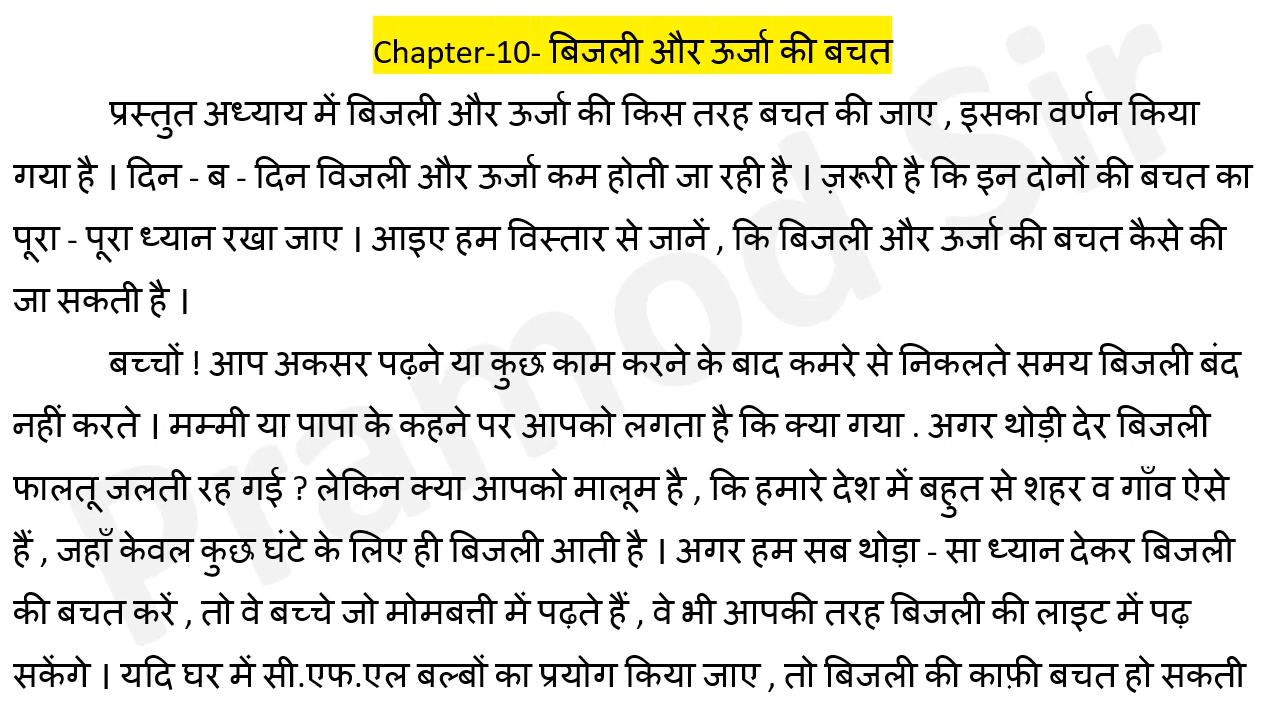 Chapter-10- बिजली और ऊर्जा की बचत
प्रस्तुत अध्याय में बिजली और ऊर्जा की किस तरह बचत की जाए , इसका वर्णन किया
गया है । दिन - ब - दिन विजली और ऊर्जा कम होती जा रही है । ज़रूरी है कि इन दोनों की बचत का
पूरा - पूरा ध्यान रखा जाए । आइए हम विस्तार से जानें , कि बिजली और ऊर्जा की बचत कैसे की
जा सकती है ।
बच्चों ! आप अकसर पढ़ने या कुछ काम करने के बाद कमरे से निकलते समय बिजली बंद
नहीं करते । मम्मी या पापा के कहने पर आपको लगता है कि क्या गया . अगर थोड़ी देर बिजली
फालतू जलती रह गई ? लेकिन क्या आपको मालूम है , कि हमारे देश में बहुत से शहर व गाँव ऐसे
हैं , जहाँ केवल कुछ घंटे के लिए ही बिजली आती है । अगर हम सब थोड़ा - सा ध्यान देकर बिजली
की बचत करें , तो वे बच्चे जो मोमबत्ती में पढ़ते हैं , वे भी आपकी तरह बिजली की लाइट में पढ़
सकेंगे । यदि घर में सी.एफ.एल बल्बों का प्रयोग किया जाए , तो बिजली की काफ़ी बचत हो सकती
Pramod Sir